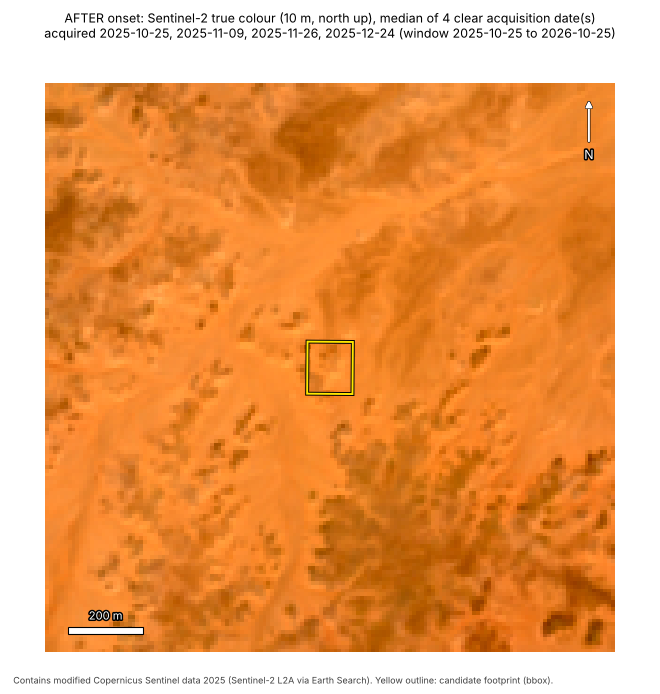 AFTER onset: Sentinel-2 true colour (10 m, north up), median of 4 clear acquisition date(s)
acquired 2025-10-25, 2025-11-09, 2025-11-26, 2025-12-24 (window 2025-10-25 to 2026-10-25)
N
200 m
Contains modified Copernicus Sentinel data 2025 (Sentinel-2 L2A via Earth Search). Yellow outline: candidate footprint (bbox).